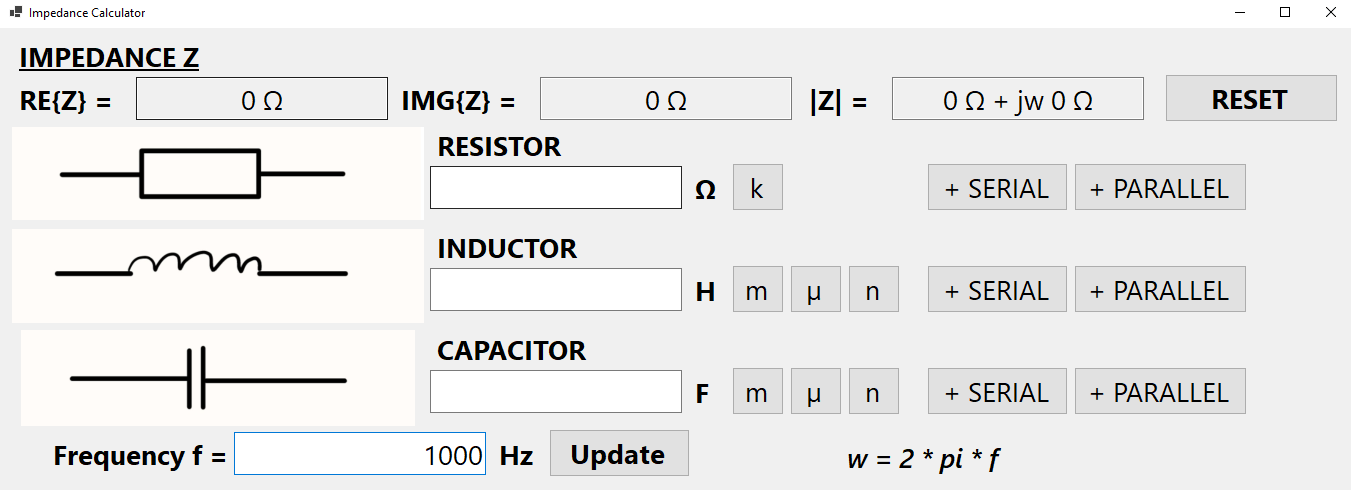 Impedance Calculator
IMPEDANCE Z
RE{Z} = 0 Ω IMG{Z} = 0 Ω |Z| = 0 Ω + jw 0 Ω RESET
RESISTOR
Ω k + SERIAL + PARALLEL
INDUCTOR
H m µ n + SERIAL + PARALLEL
CAPACITOR
F m µ n + SERIAL + PARALLEL
Frequency f = 1000 Hz Update w = 2 * pi * f